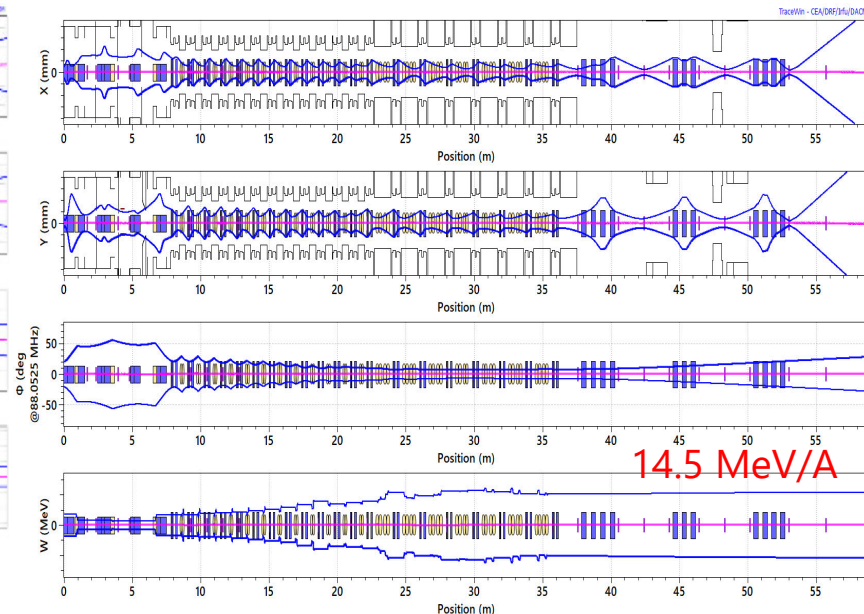 TraceWin - CEA/DRF/Irfu/DACM
X (mm)
0
0 5 10 15 20 25 30 35 40 45 50 55
Position (m)
Y (mm)
0
0 5 10 15 20 25 30 35 40 45 50 55
Position (m)
Φ (deg
@88.0525 MHz)
50
0
-50
0 5 10 15 20 25 30 35 40 45 50 55
Position (m)
14.5 MeV/A
W (MeV)
0
0 5 10 15 20 25 30 35 40 45 50 55
Position (m)